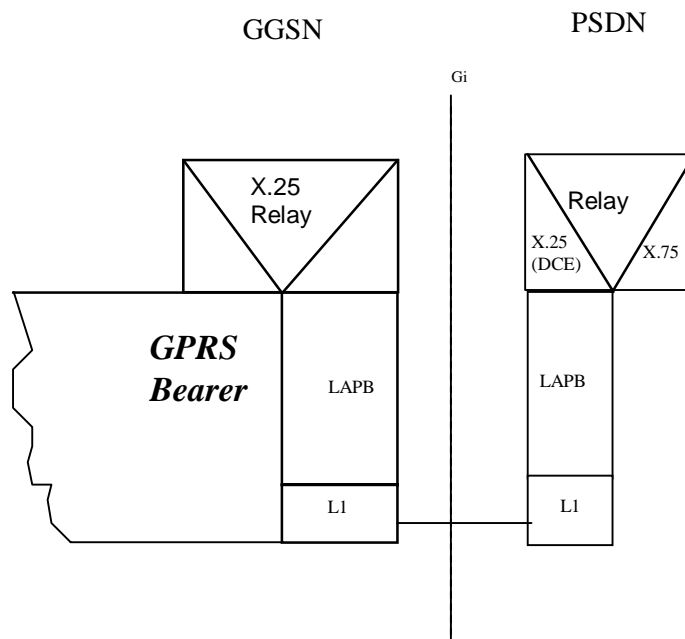 GGSN
PSDN
Gi
X.25
Relay
Relay
X.25
(DCE)
X.75
GPRS
Bearer
LAPB
LAPB
L1
L1